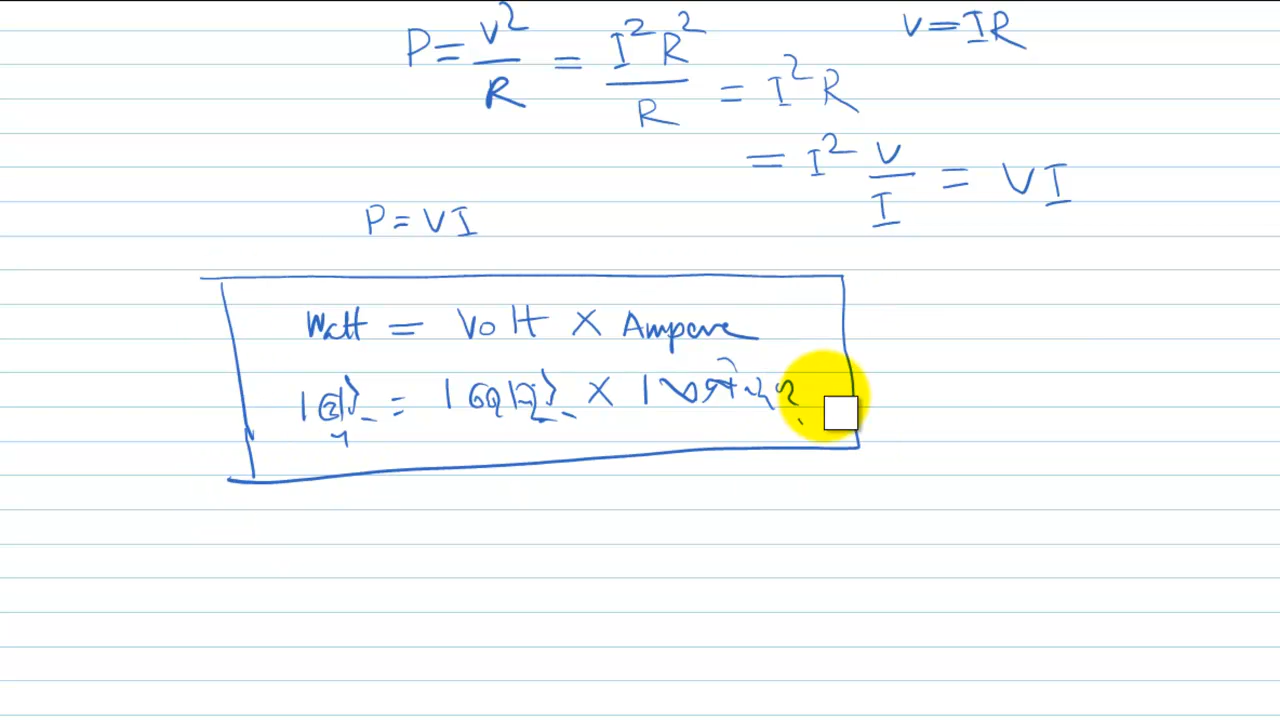 P = V²/R = I²R²/R = I²R
V = IR
= I² V/I = VI
P = VI
Watt = Volt X Ampere